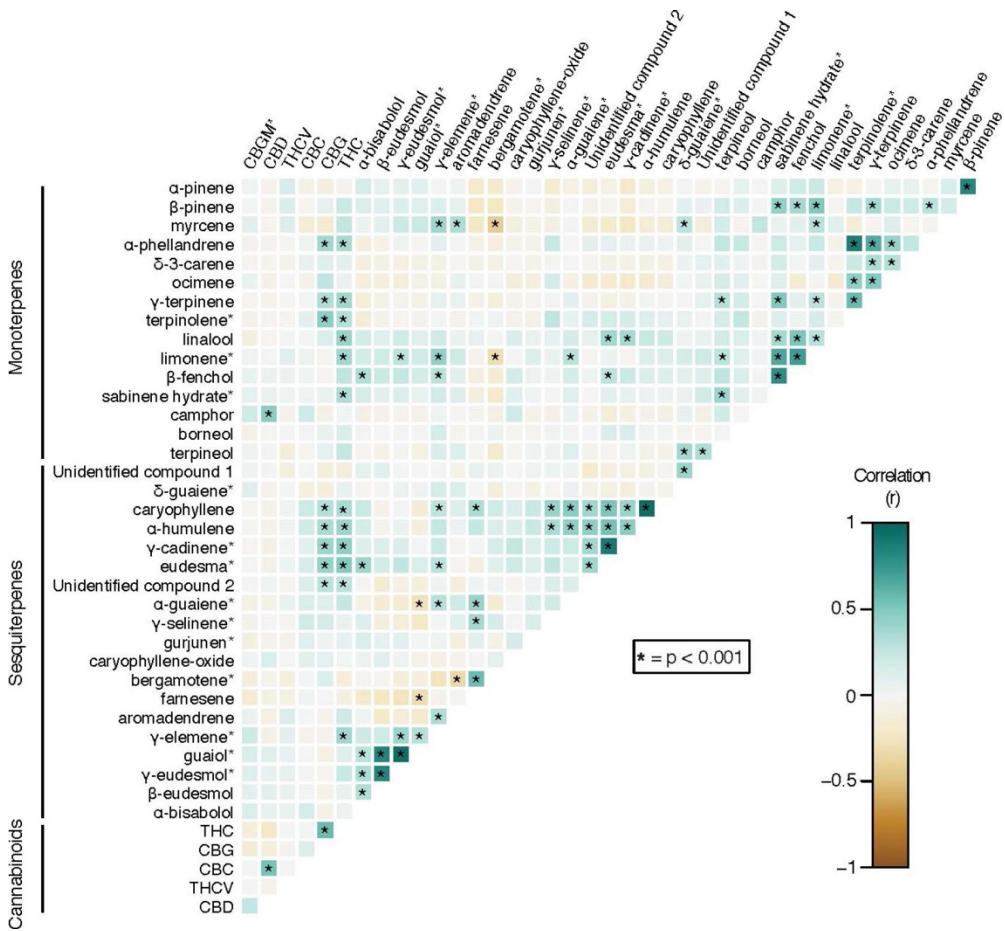 CBGMᵃ
CBD
THCV
CBC
CBG
THC
α-bisabolol
β-eudesmol
γ-eudesmol*
guaiol*
γ-elemene*
aromadendrene
farnesene
bergamotene*
caryophyllene-oxide
gurjunen*
γ-selinene*
α-guaiene*
Unidentified compound 2
eudesma*
γ-cadinene*
α-humulene
caryophyllene
δ-guaiene*
Unidentified compound 1
terpineol
borneol
camphor
sabinene hydrate*
fenchol
limonene*
linalool
terpinolene*
γ-terpinene
ocimene
δ-3-carene
α-phellandrene
myrcene
β-pinene
Monoterpenes
α-pinene
β-pinene
myrcene
α-phellandrene
δ-3-carene
ocimene
γ-terpinene
terpinolene*
linalool
limonene*
β-fenchol
sabinene hydrate*
camphor
borneol
terpineol
Sesquiterpenes
Unidentified compound 1
δ-guaiene*
caryophyllene
α-humulene
γ-cadinene*
eudesma*
Unidentified compound 2
α-guaiene*
γ-selinene*
gurjunen*
caryophyllene-oxide
bergamotene*
farnesene
aromadendrene
γ-elemene*
guaiol*
γ-eudesmol*
β-eudesmol
α-bisabolol
Cannabinoids
THC
CBG
CBC
THCV
CBD
* = p < 0.001
Correlation
(r)
1
0.5
0
−0.5
−1